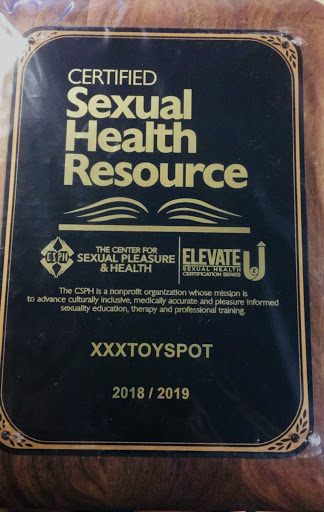 CERTIFIED
Sexual
Health
Resource
CSPH
THE CENTER FOR
SEXUAL PLEASURE
& HEALTH
ELEVATE U
SEXUAL HEALTH
CERTIFICATION SERIES
The CSPH is a nonprofit organization whose mission is
to advance culturally inclusive, medically accurate and pleasure informed
sexuality education, therapy and professional training.
XXXTOYSPOT
2018 / 2019